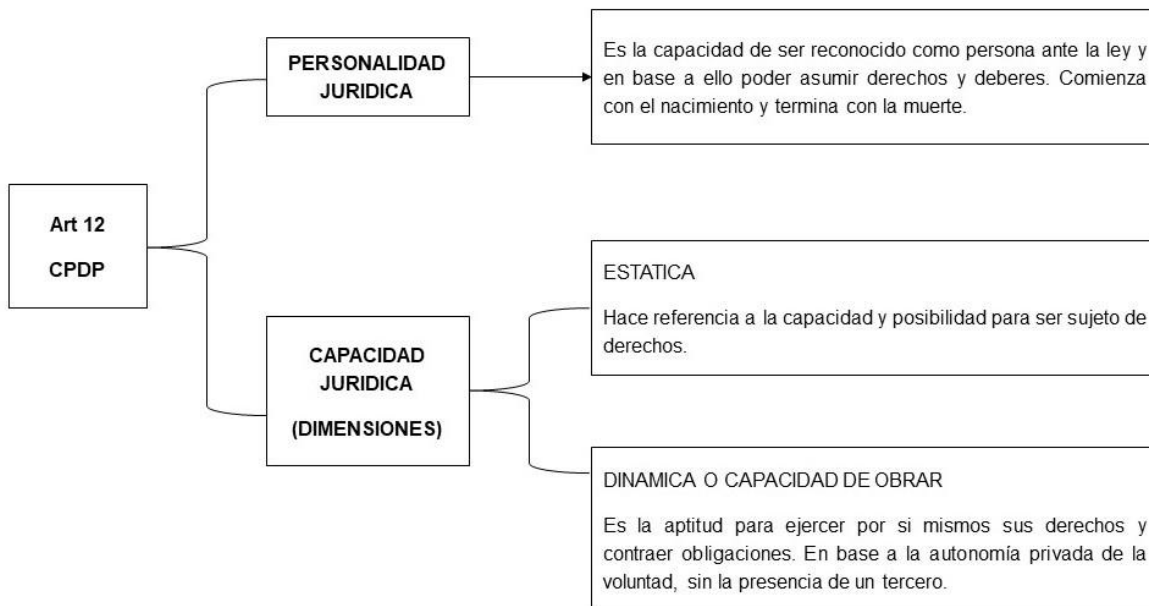 Art 12
CPDP
PERSONALIDAD
JURIDICA
Es la capacidad de ser reconocido como persona ante la ley y
en base a ello poder asumir derechos y deberes. Comienza
con el nacimiento y termina con la muerte.
CAPACIDAD
JURIDICA
(DIMENSIONES)
ESTATICA
Hace referencia a la capacidad y posibilidad para ser sujeto de
derechos.
DINAMICA O CAPACIDAD DE OBRAR
Es la aptitud para ejercer por si mismos sus derechos y
contraer obligaciones. En base a la autonomía privada de la
voluntad, sin la presencia de un tercero.